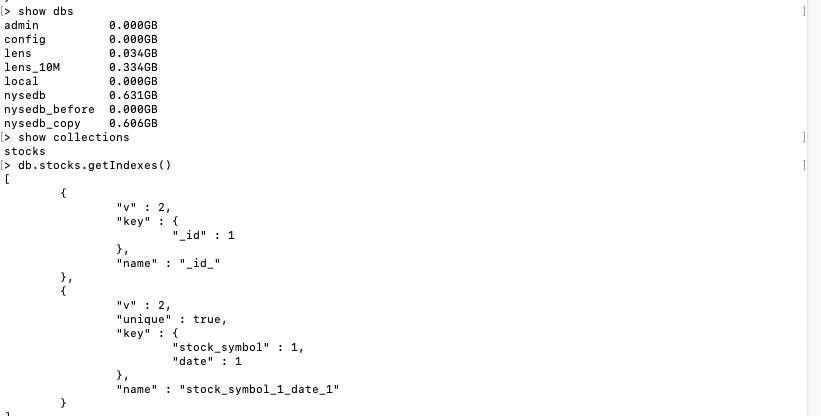 [> show dbs ]
admin 0.000GB
config 0.000GB
lens 0.034GB
lens_10M 0.334GB
local 0.000GB
nysedb 0.631GB
nysedb_before 0.000GB
nysedb_copy 0.606GB
[> show collections ]
stocks
[> db.stocks.getIndexes() ]
[
{
"v" : 2,
"key" : {
"_id" : 1
},
"name" : "_id_"
},
{
"v" : 2,
"unique" : true,
"key" : {
"stock_symbol" : 1,
"date" : 1
},
"name" : "stock_symbol_1_date_1"
}